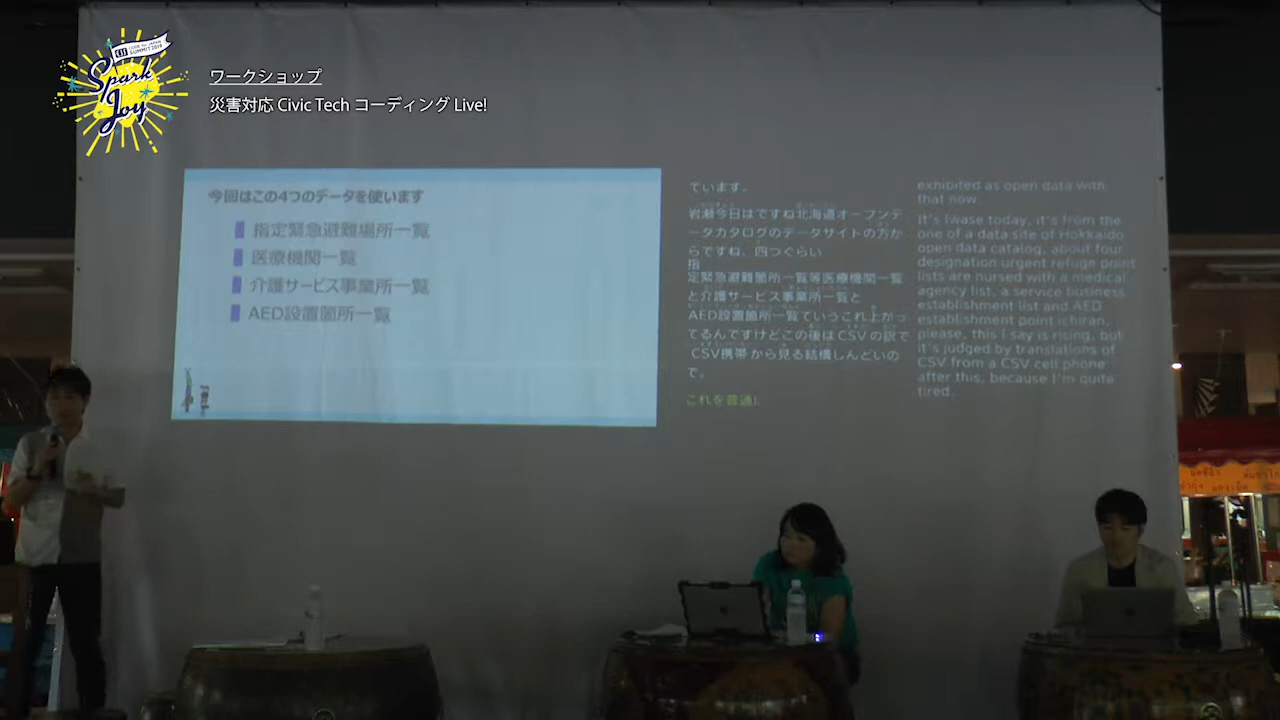 CODE for JAPAN
SUMMIT 2019
Spark
Joy
ワークショップ
災害対応 Civic Tech コーディング Live!
今回はこの4つのデータを使います
指定緊急避難場所一覧
医療機関一覧
介護サービス事業所一覧
AED設置箇所一覧
ています。
岩瀬今日はですね北海道オープンデ
ータカタログのデータサイトの方か
らですね、四つぐらい
指
定緊急避難箇所一覧等医療機関一覧
と介護サービス事業所一覧と
AED設置箇所一覧ていうこれ上がっ
てるんですけどこの後はCSVの訳で
CSV携帯から見る結構しんどいの
で。
これを普通に
exhibited as open data with
that now.
It's Iwase today, it's from the
one of a data site of Hokkaido
open data catalog, about four
designation urgent refuge point
lists are nursed with a medical
agency list, a service business
establishment list and AED
establishment point ichiran,
please, this i say is rising, but
it's judged by translations of
CSV from a CSV cell phone
after this, because I'm quite
tired.